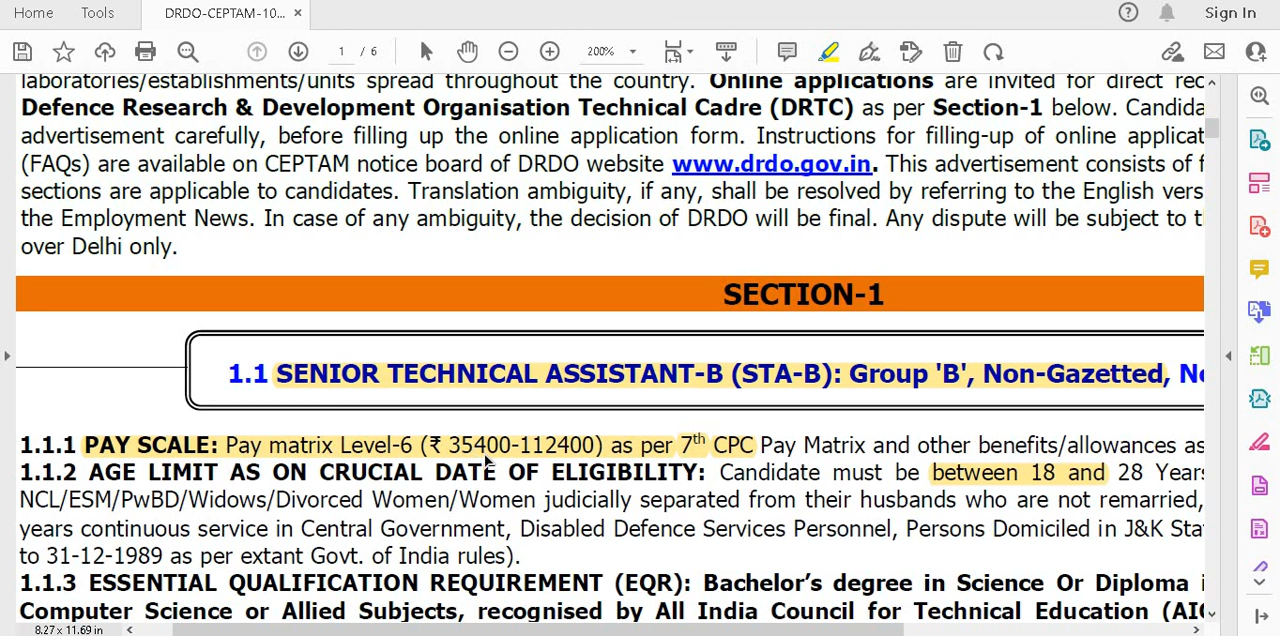 Home Tools DRDO-CEPTAM-10... × Sign In
1 / 6 200%
laboratories/establishments/units spread throughout the country. Online applications are invited for direct rec
Defence Research & Development Organisation Technical Cadre (DRTC) as per Section-1 below. Candida
advertisement carefully, before filling up the online application form. Instructions for filling-up of online applicat
(FAQs) are available on CEPTAM notice board of DRDO website www.drdo.gov.in. This advertisement consists of f
sections are applicable to candidates. Translation ambiguity, if any, shall be resolved by referring to the English vers
the Employment News. In case of any ambiguity, the decision of DRDO will be final. Any dispute will be subject to t
over Delhi only.
SECTION-1
1.1 SENIOR TECHNICAL ASSISTANT-B (STA-B): Group 'B', Non-Gazetted, No
1.1.1 PAY SCALE: Pay matrix Level-6 (₹ 35400-112400) as per 7th CPC Pay Matrix and other benefits/allowances as
1.1.2 AGE LIMIT AS ON CRUCIAL DATE OF ELIGIBILITY: Candidate must be between 18 and 28 Years
NCL/ESM/PwBD/Widows/Divorced Women/Women judicially separated from their husbands who are not remarried,
years continuous service in Central Government, Disabled Defence Services Personnel, Persons Domiciled in J&K Sta
to 31-12-1989 as per extant Govt. of India rules).
1.1.3 ESSENTIAL QUALIFICATION REQUIREMENT (EQR): Bachelor's degree in Science Or Diploma i
Computer Science or Allied Subjects, recognised by All India Council for Technical Education (AIC
8.27 x 11.69 in